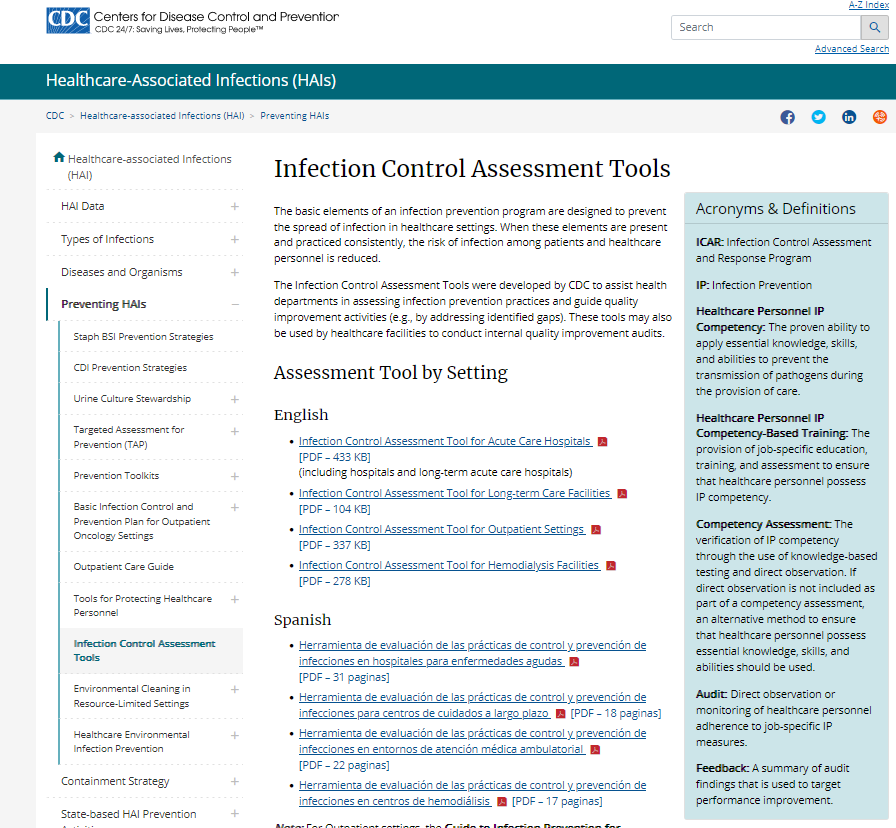 CDC
Centers for Disease Control and Prevention
CDC 24/7: Saving Lives, Protecting People™
A-Z Index
Search
Advanced Search
Healthcare-Associated Infections (HAIs)
CDC > Healthcare-associated Infections (HAI) > Preventing HAIs
Healthcare-associated Infections
(HAI)
HAI Data
Types of Infections
Diseases and Organisms
Preventing HAIs
Staph BSI Prevention Strategies
CDI Prevention Strategies
Urine Culture Stewardship
Targeted Assessment for
Prevention (TAP)
Prevention Toolkits
Basic Infection Control and
Prevention Plan for Outpatient
Oncology Settings
Outpatient Care Guide
Tools for Protecting Healthcare
Personnel
Infection Control Assessment
Tools
Environmental Cleaning in
Resource-Limited Settings
Healthcare Environmental
Infection Prevention
Containment Strategy
State-based HAI Prevention
Infection Control Assessment Tools
The basic elements of an infection prevention program are designed to prevent
the spread of infection in healthcare settings. When these elements are present
and practiced consistently, the risk of infection among patients and healthcare
personnel is reduced.
The Infection Control Assessment Tools were developed by CDC to assist health
departments in assessing infection prevention practices and guide quality
improvement activities (e.g., by addressing identified gaps). These tools may also
be used by healthcare facilities to conduct internal quality improvement audits.
Assessment Tool by Setting
English
• Infection Control Assessment Tool for Acute Care Hospitals
[PDF – 433 KB]
(including hospitals and long-term acute care hospitals)
• Infection Control Assessment Tool for Long-term Care Facilities
[PDF – 104 KB]
• Infection Control Assessment Tool for Outpatient Settings
[PDF – 337 KB]
• Infection Control Assessment Tool for Hemodialysis Facilities
[PDF – 278 KB]
Spanish
• Herramienta de evaluación de las prácticas de control y prevención de
infecciones en hospitales para enfermedades agudas
[PDF – 31 paginas]
• Herramienta de evaluación de las prácticas de control y prevención de
infecciones para centros de cuidados a largo plazo [PDF – 18 paginas]
• Herramienta de evaluación de las prácticas de control y prevención de
infecciones en entornos de atención médica ambulatorial
[PDF – 22 paginas]
• Herramienta de evaluación de las prácticas de control y prevención de
infecciones en centros de hemodiálisis [PDF – 17 paginas]
Note: For Outpatient settings, the Guide to Infection Prevention for
Acronyms & Definitions
ICAR: Infection Control Assessment
and Response Program
IP: Infection Prevention
Healthcare Personnel IP
Competency: The proven ability to
apply essential knowledge, skills,
and abilities to prevent the
transmission of pathogens during
the provision of care.
Healthcare Personnel IP
Competency-Based Training: The
provision of job-specific education,
training, and assessment to ensure
that healthcare personnel possess
IP competency.
Competency Assessment: The
verification of IP competency
through the use of knowledge-based
testing and direct observation. If
direct observation is not included as
part of a competency assessment,
an alternative method to ensure
that healthcare personnel possess
essential knowledge, skills, and
abilities should be used.
Audit: Direct observation or
monitoring of healthcare personnel
adherence to job-specific IP
measures.
Feedback: A summary of audit
findings that is used to target
performance improvement.